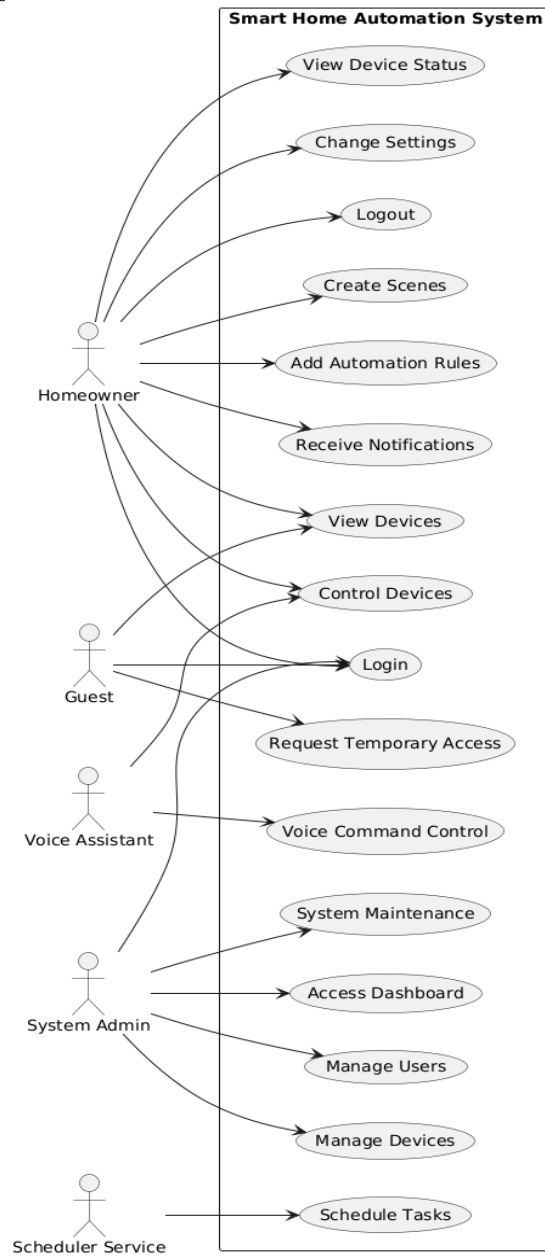 Smart Home Automation System
View Device Status
Change Settings
Logout
Create Scenes
Add Automation Rules
Homeowner
Receive Notifications
View Devices
Control Devices
Login
Guest
Request Temporary Access
Voice Assistant
Voice Command Control
System Maintenance
Access Dashboard
System Admin
Manage Users
Manage Devices
Schedule Tasks
Scheduler Service